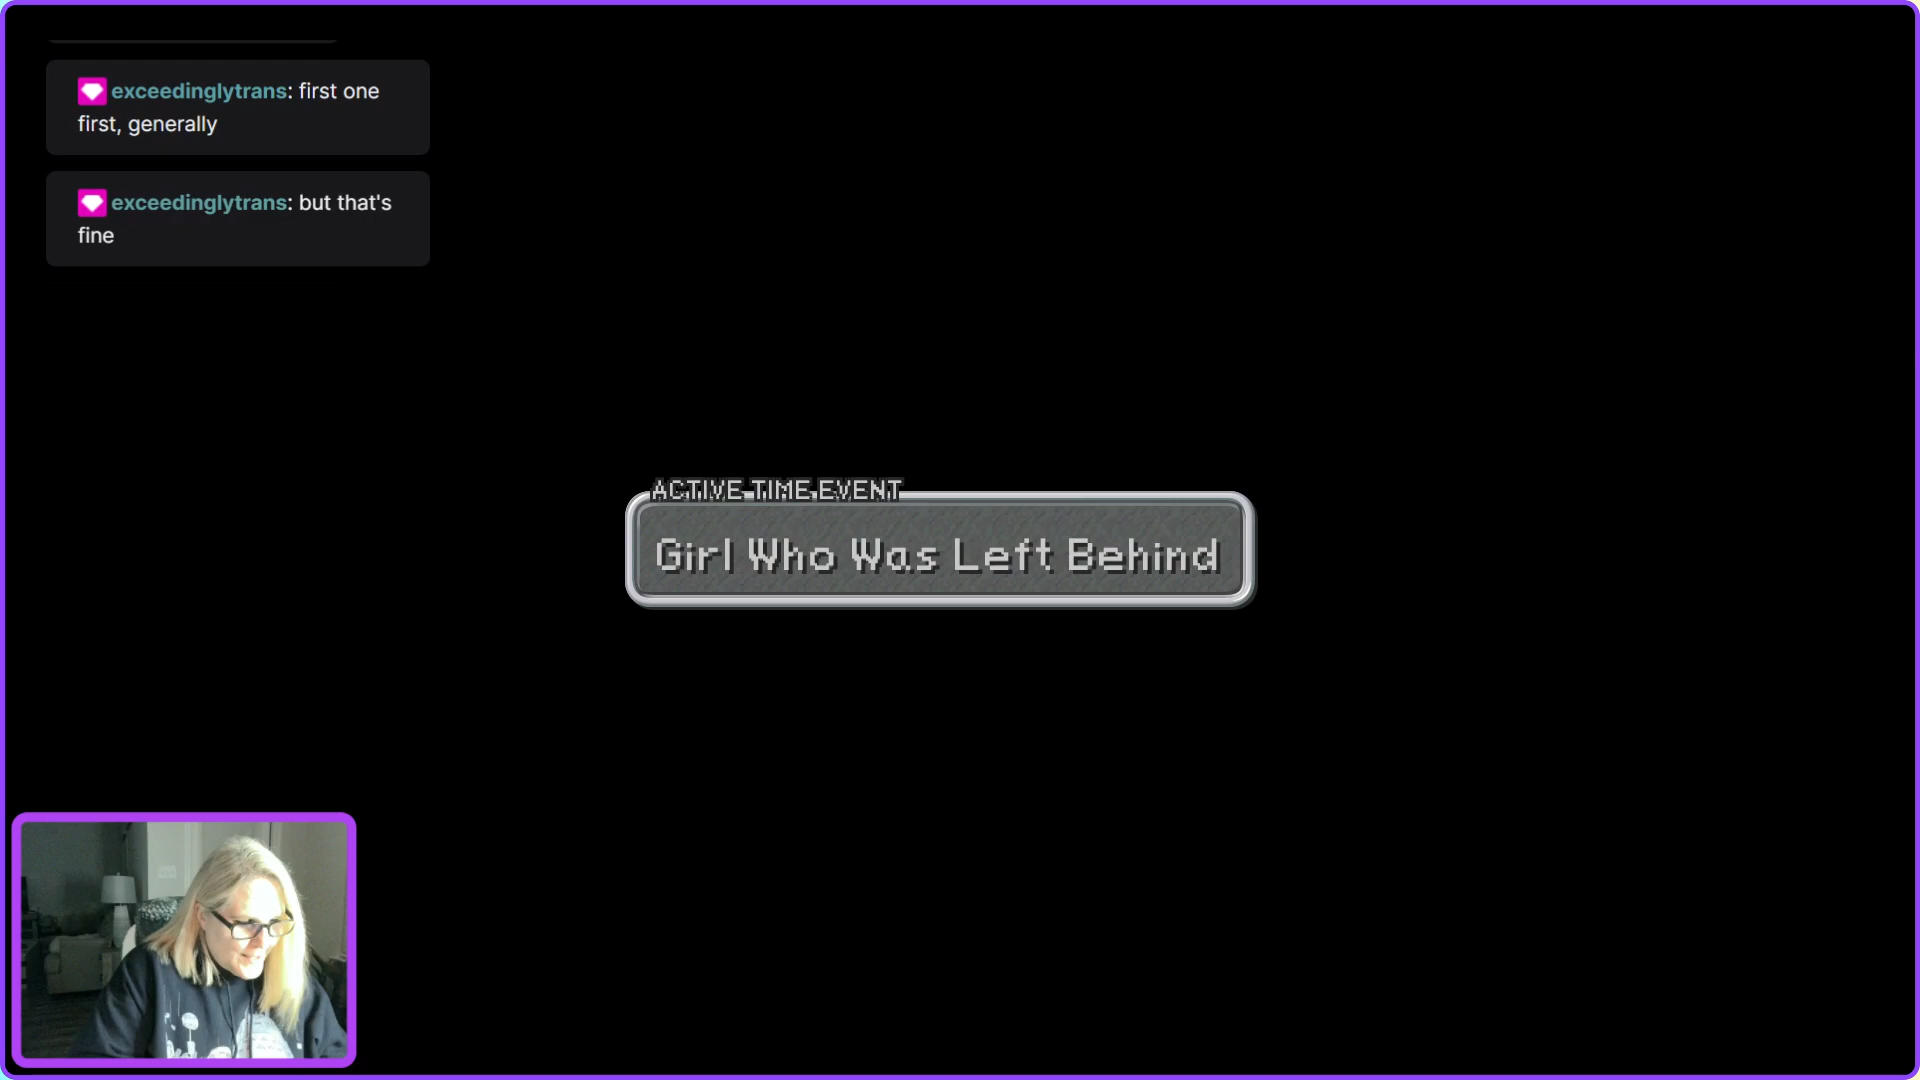 exceedinglytrans: first one
first, generally
exceedinglytrans: but that's
fine
ACTIVE TIME EVENT
Girl Who Was Left Behind